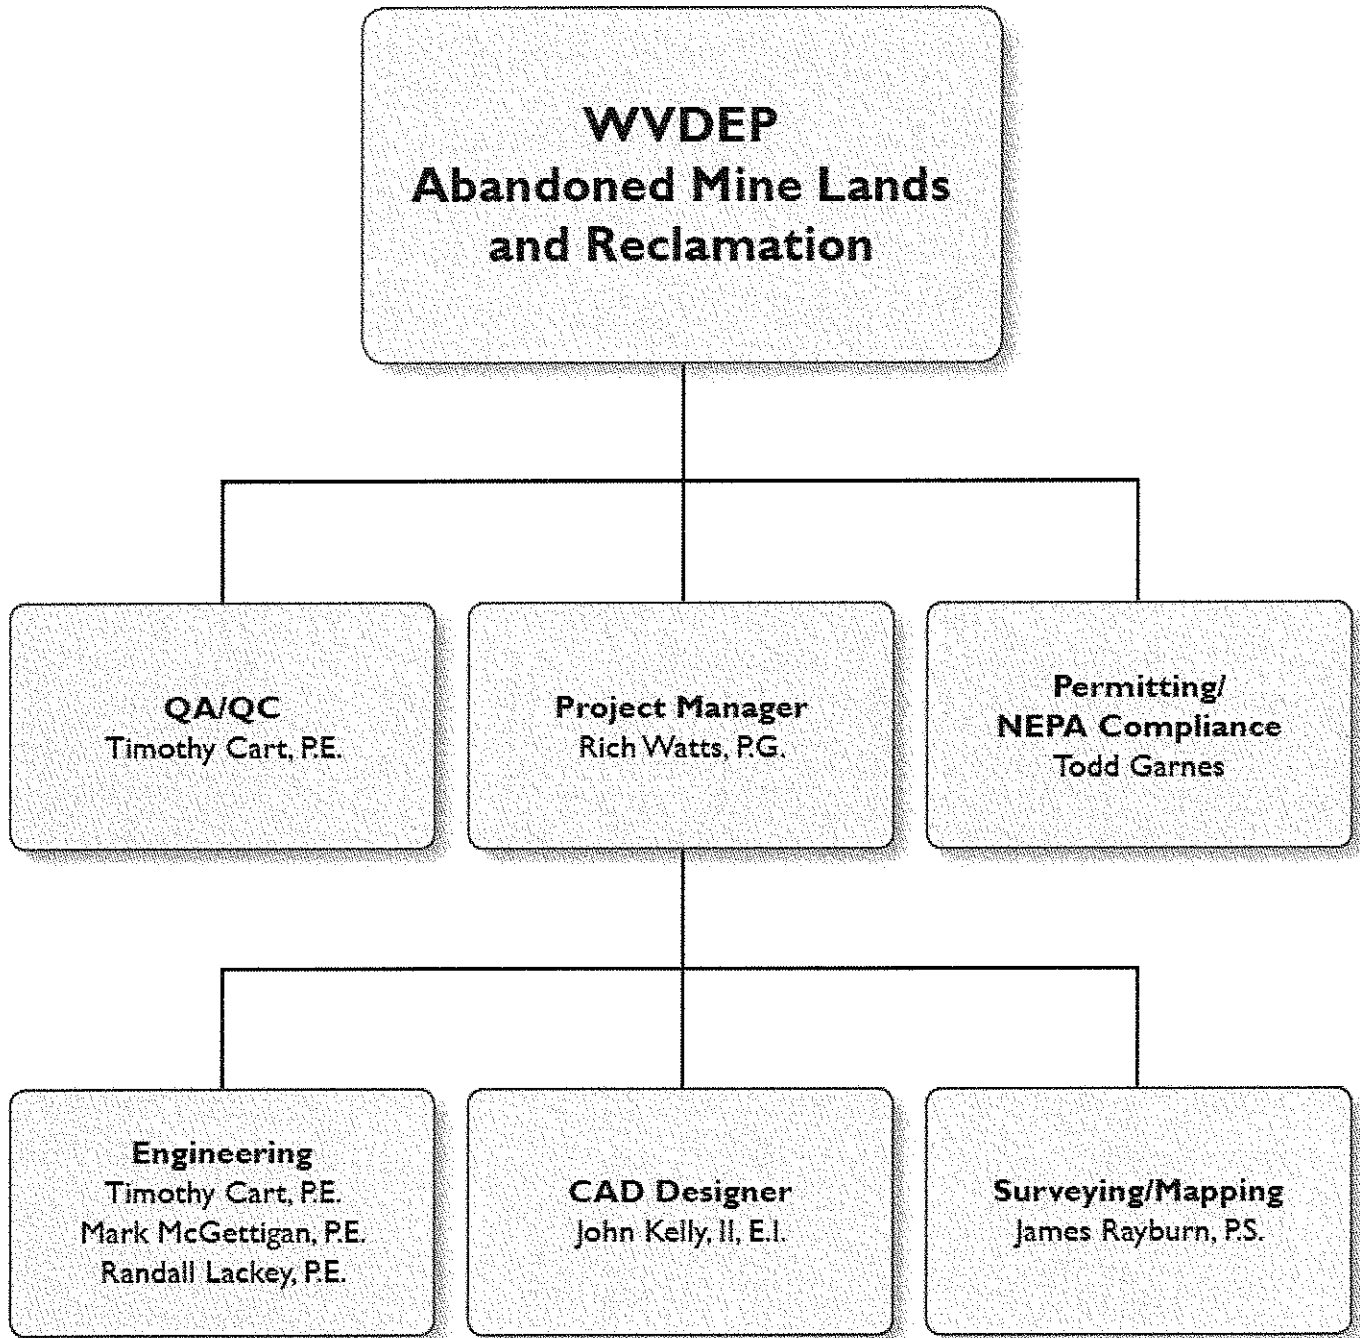 WVDEP
Abandoned Mine Lands
and Reclamation
QA/QC
Timothy Cart, P.E.
Project Manager
Rich Watts, P.G.
Permitting/
NEPA Compliance
Todd Garnes
Engineering
Timothy Cart, P.E.
Mark McGettigan, P.E.
Randall Lackey, P.E.
CAD Designer
John Kelly, II, E.I.
Surveying/Mapping
James Rayburn, P.S.